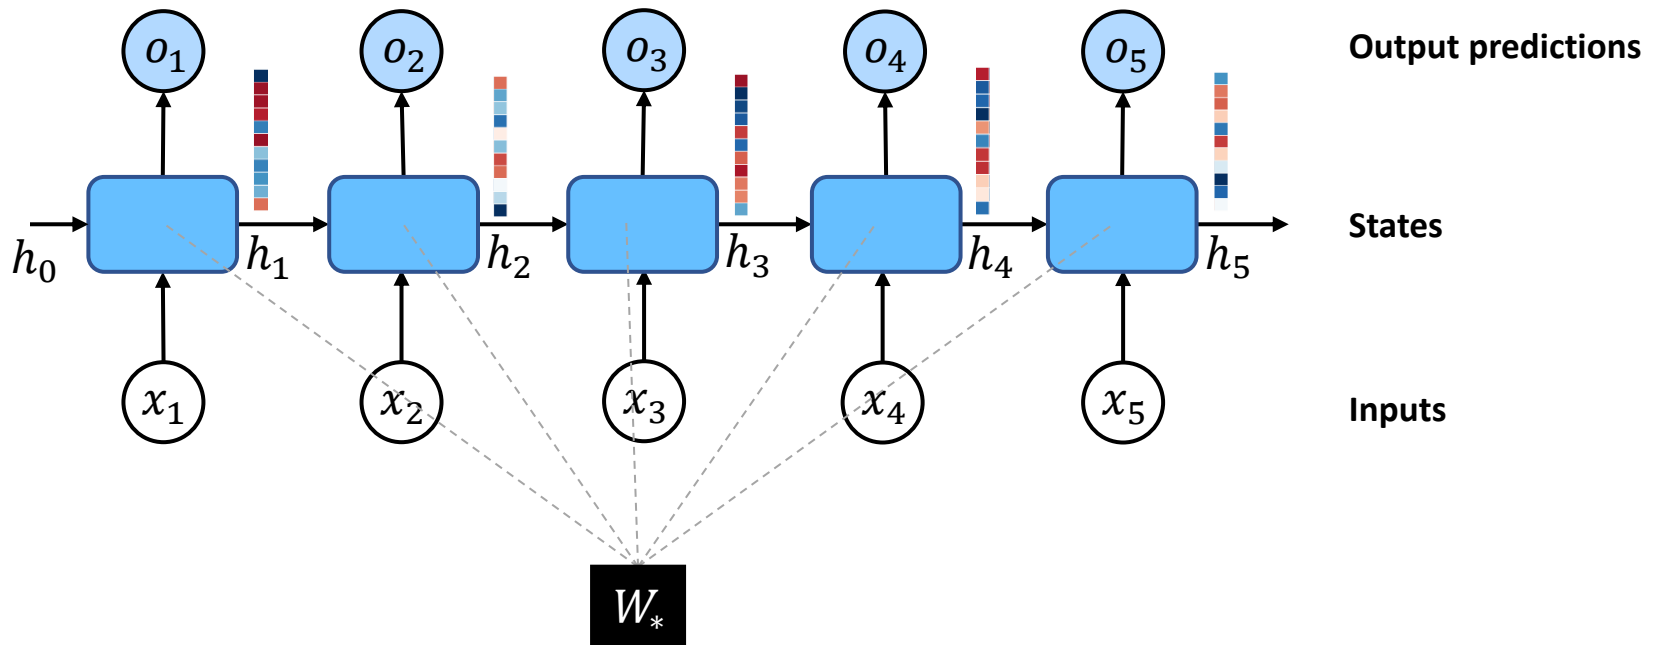 o₁ o₂ o₃ o₄ o₅ Output predictions
h₀ h₁ h₂ h₃ h₄ h₅ States
x₁ x₂ x₃ x₄ x₅ Inputs
W*